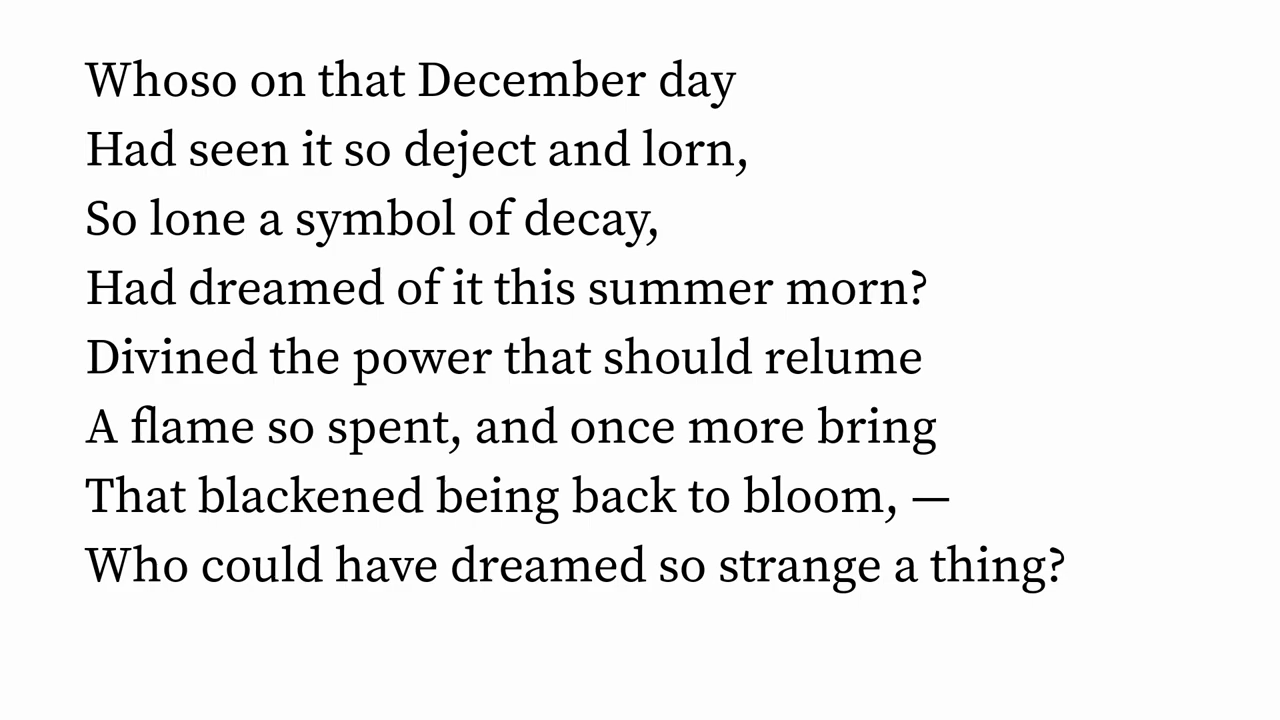 Whoso on that December day
Had seen it so deject and lorn,
So lone a symbol of decay,
Had dreamed of it this summer morn?
Divined the power that should relume
A flame so spent, and once more bring
That blackened being back to bloom, —
Who could have dreamed so strange a thing?